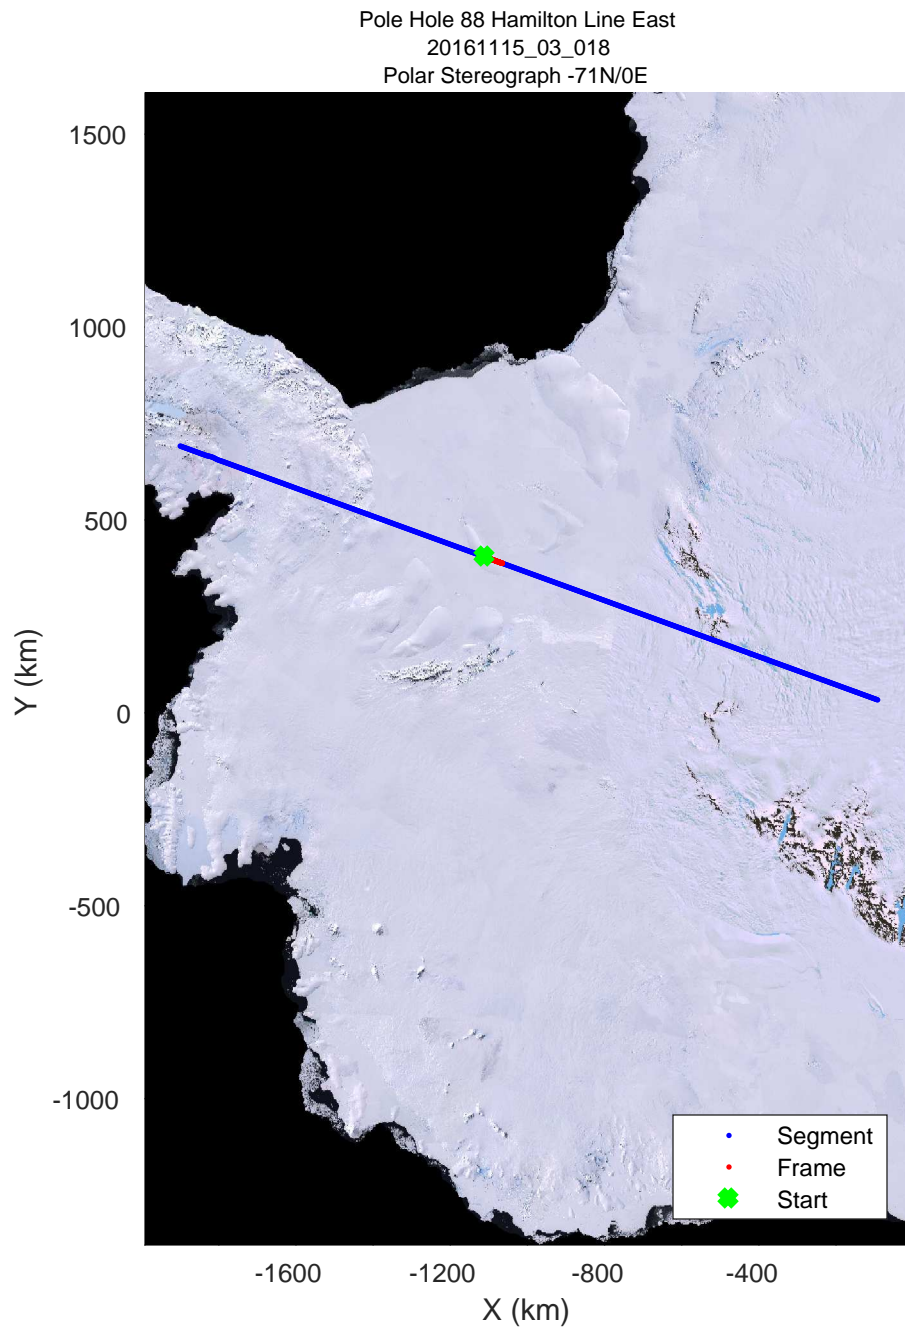 Pole Hole 88 Hamilton Line East
20161115_03_018
Polar Stereograph -71N/0E
1500
1000
500
0
-500
-1000
Y (km)
-1600
-1200
-800
-400
X (km)
Segment
Frame
Start